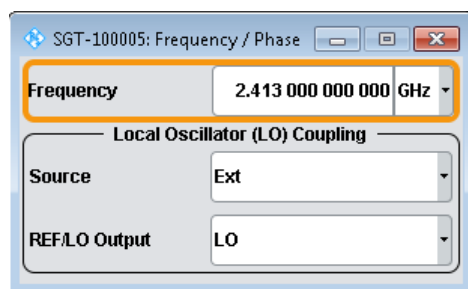 SGT-100005: Frequency / Phase
Frequency 2.413 000 000 000 GHz
Local Oscillator (LO) Coupling
Source Ext
REF/LO Output LO